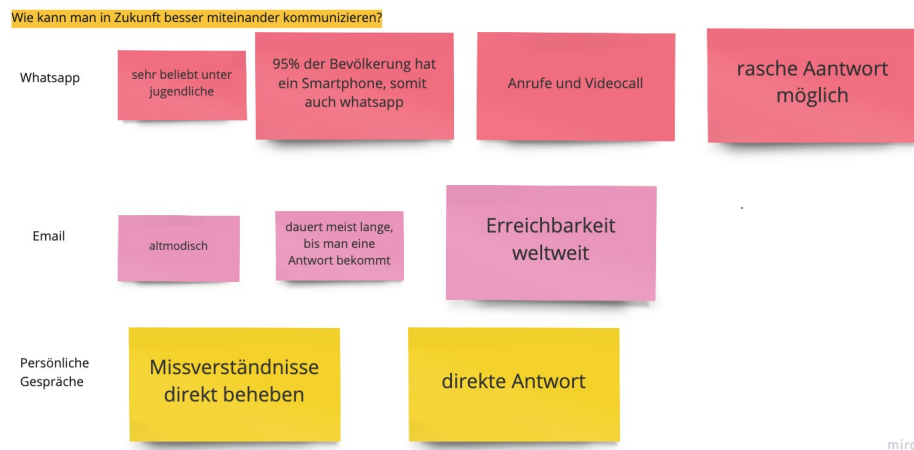 Wie kann man in Zukunft besser miteinander kommunizieren?
Whatsapp
sehr beliebt unter
jugendliche
95% der Bevölkerung hat
ein Smartphone, somit
auch whatsapp
Anrufe und Videocall
rasche Aantwort
möglich
Email
altmodisch
dauert meist lange,
bis man eine
Antwort bekommt
Erreichbarkeit
weltweit
Persönliche
Gespräche
Missverständnisse
direkt beheben
direkte Antwort